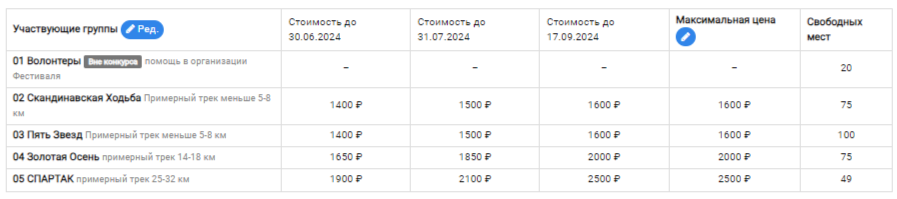 Участвующие группы Ред. Стоимость до 30.06.2024 Стоимость до 31.07.2024 Стоимость до 17.09.2024 Максимальная цена Свободных мест
01 Волонтеры Вне конкурсов помощь в организации Фестиваля – – – – 20
02 Скандинавская Ходьба Примерный трек меньше 5-8 км 1400 ₽ 1500 ₽ 1600 ₽ 1600 ₽ 75
03 Пять Звезд Примерный трек меньше 5-8 км 1400 ₽ 1500 ₽ 1600 ₽ 1600 ₽ 100
04 Золотая Осень примерный трек 14-18 км 1650 ₽ 1850 ₽ 2000 ₽ 2000 ₽ 75
05 СПАРТАК примерный трек 25-32 км 1900 ₽ 2100 ₽ 2500 ₽ 2500 ₽ 49